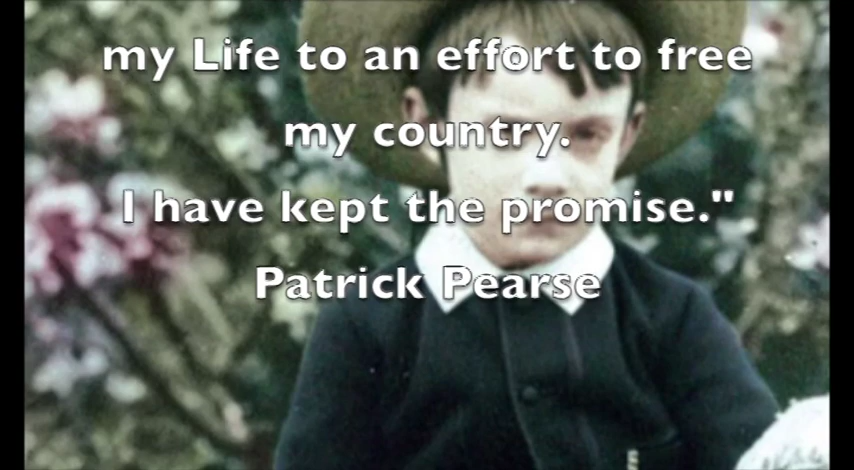 my Life to an effort to free
my country.
I have kept the promise."
Patrick Pearse